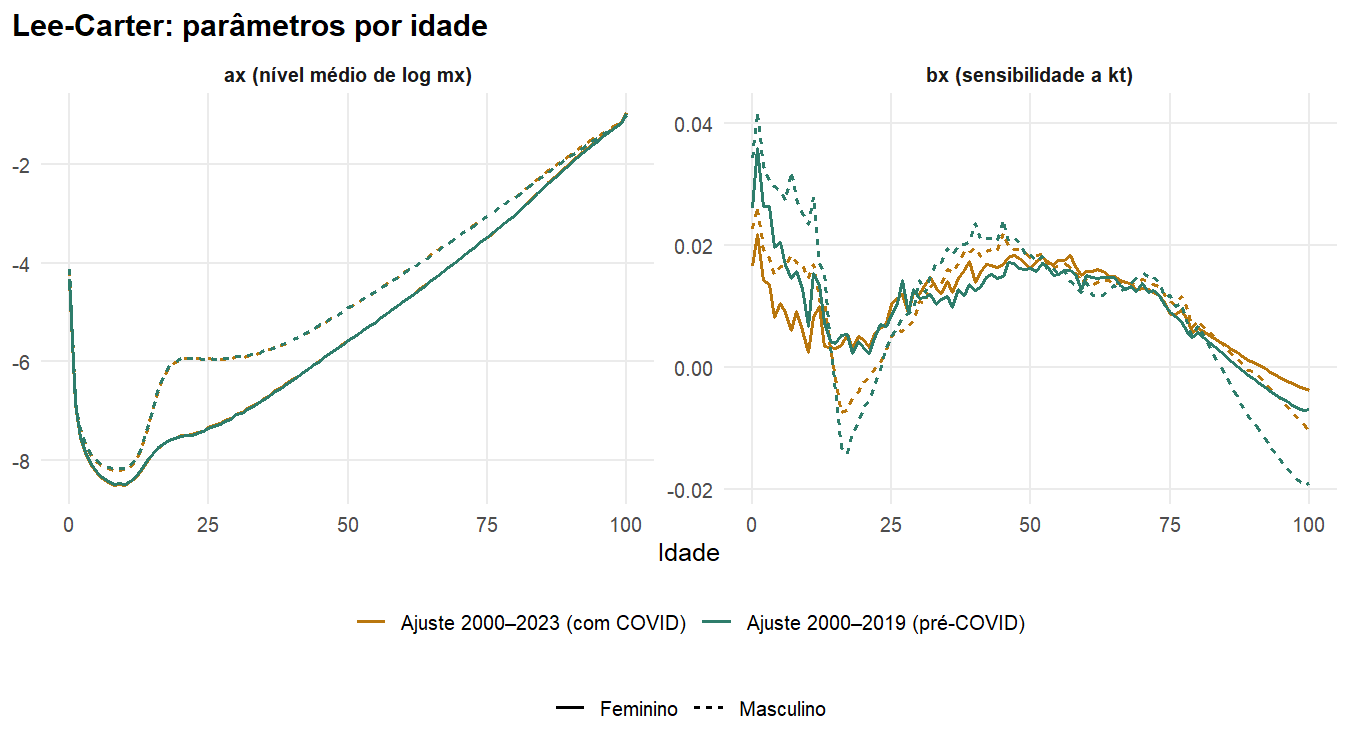 Lee-Carter: parâmetros por idade
ax (nível médio de log mx)
bx (sensibilidade a kt)
-2
-4
-6
-8
0.04
0.02
0.00
-0.02
0 25 50 75 100
0 25 50 75 100
Idade
Ajuste 2000–2023 (com COVID) Ajuste 2000–2019 (pré-COVID)
Feminino Masculino